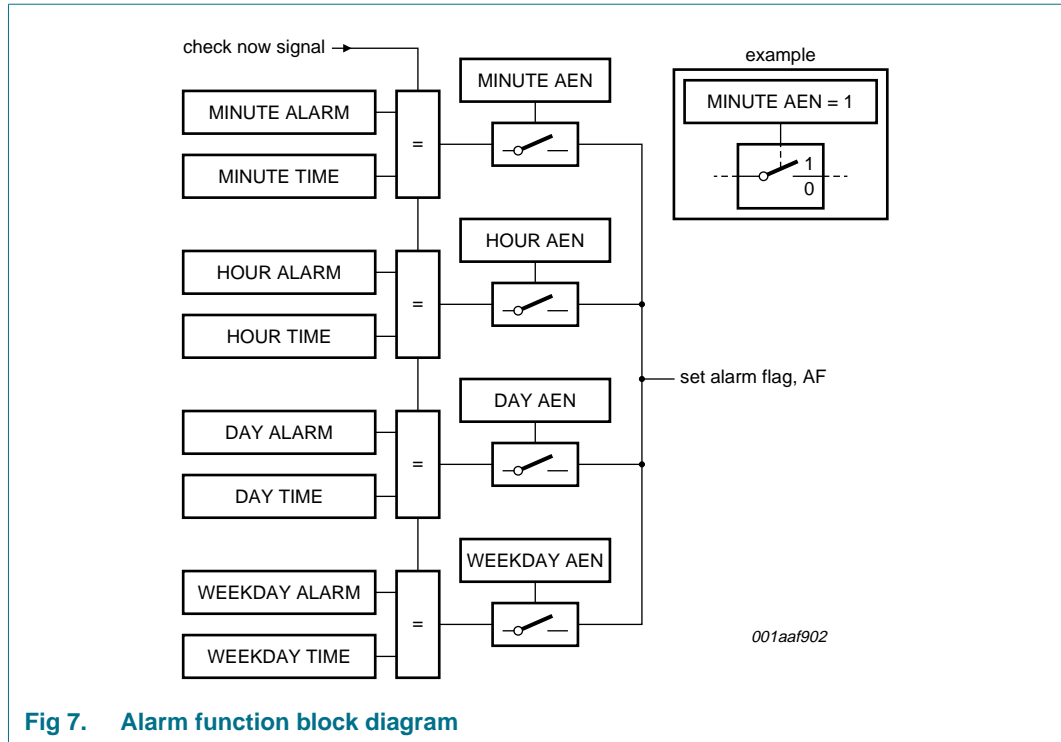 check now signal
example
MINUTE AEN
MINUTE AEN = 1
MINUTE ALARM
=
1
MINUTE TIME
0
HOUR AEN
HOUR ALARM
=
HOUR TIME
set alarm flag, AF
DAY AEN
DAY ALARM
=
DAY TIME
WEEKDAY AEN
WEEKDAY ALARM
=
WEEKDAY TIME
001aaf902
Fig 7. Alarm function block diagram